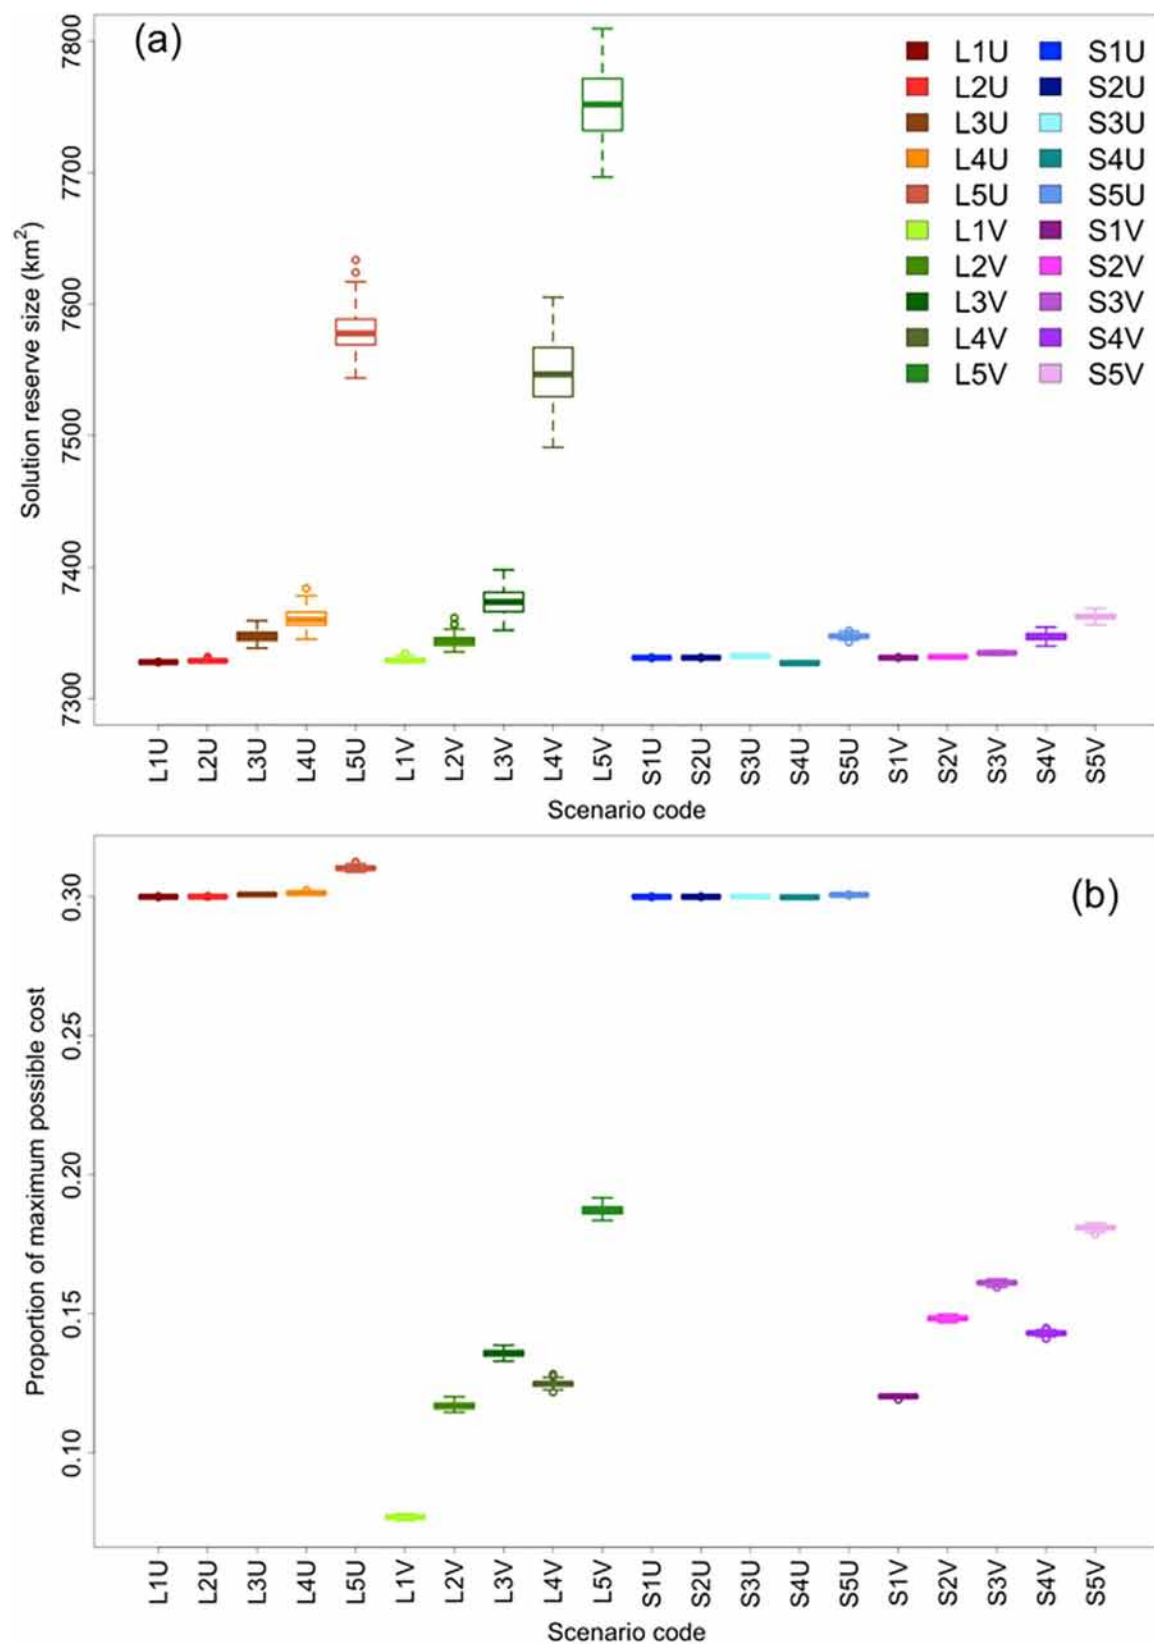 (a)
7800
7700
7600
7500
7400
7300
Solution reserve size (km²)
L1U S1U
L2U S2U
L3U S3U
L4U S4U
L5U S5U
L1V S1V
L2V S2V
L3V S3V
L4V S4V
L5V S5V
L1U L2U L3U L4U L5U L1V L2V L3V L4V L5V S1U S2U S3U S4U S5U S1V S2V S3V S4V S5V
Scenario code
(b)
0.30
0.25
0.20
0.15
0.10
Proportion of maximum possible cost
L1U L2U L3U L4U L5U L1V L2V L3V L4V L5V S1U S2U S3U S4U S5U S1V S2V S3V S4V S5V
Scenario code